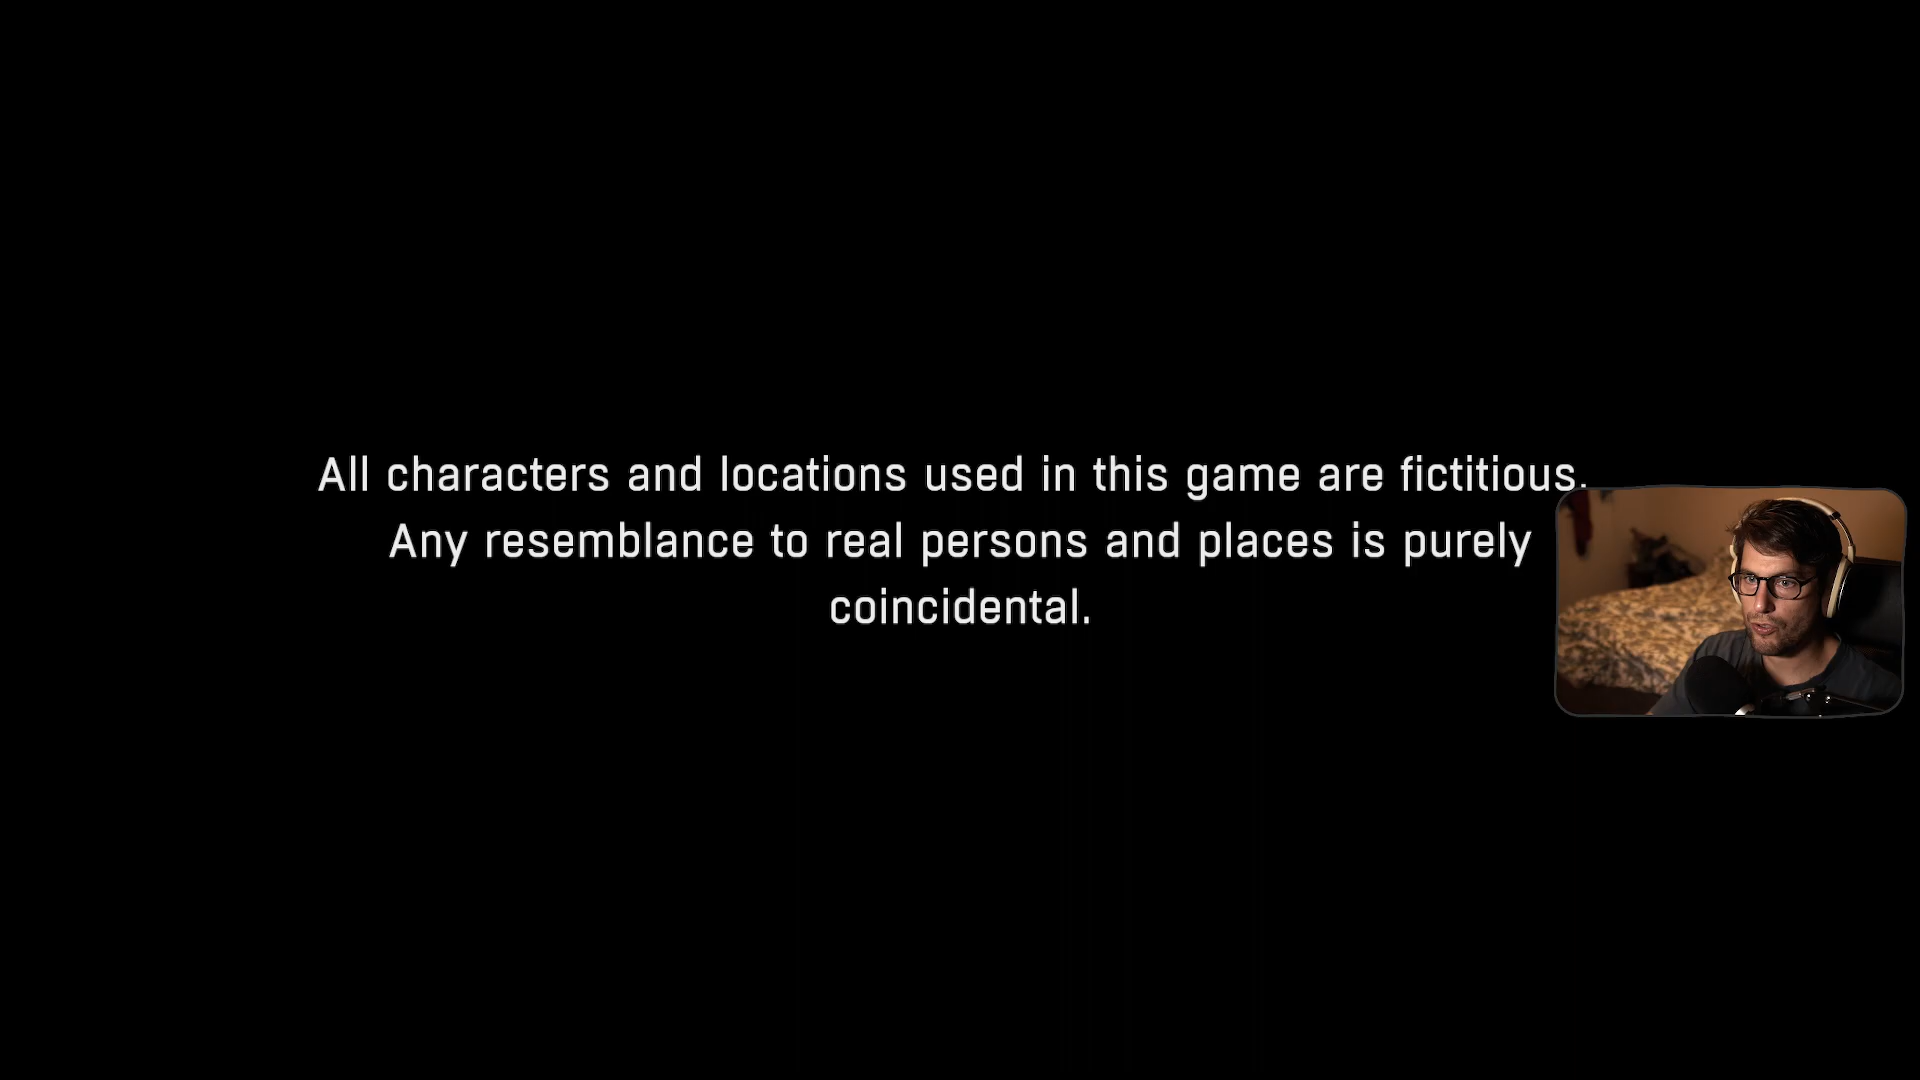 All characters and locations used in this game are fictitious.
Any resemblance to real persons and places is purely
coincidental.